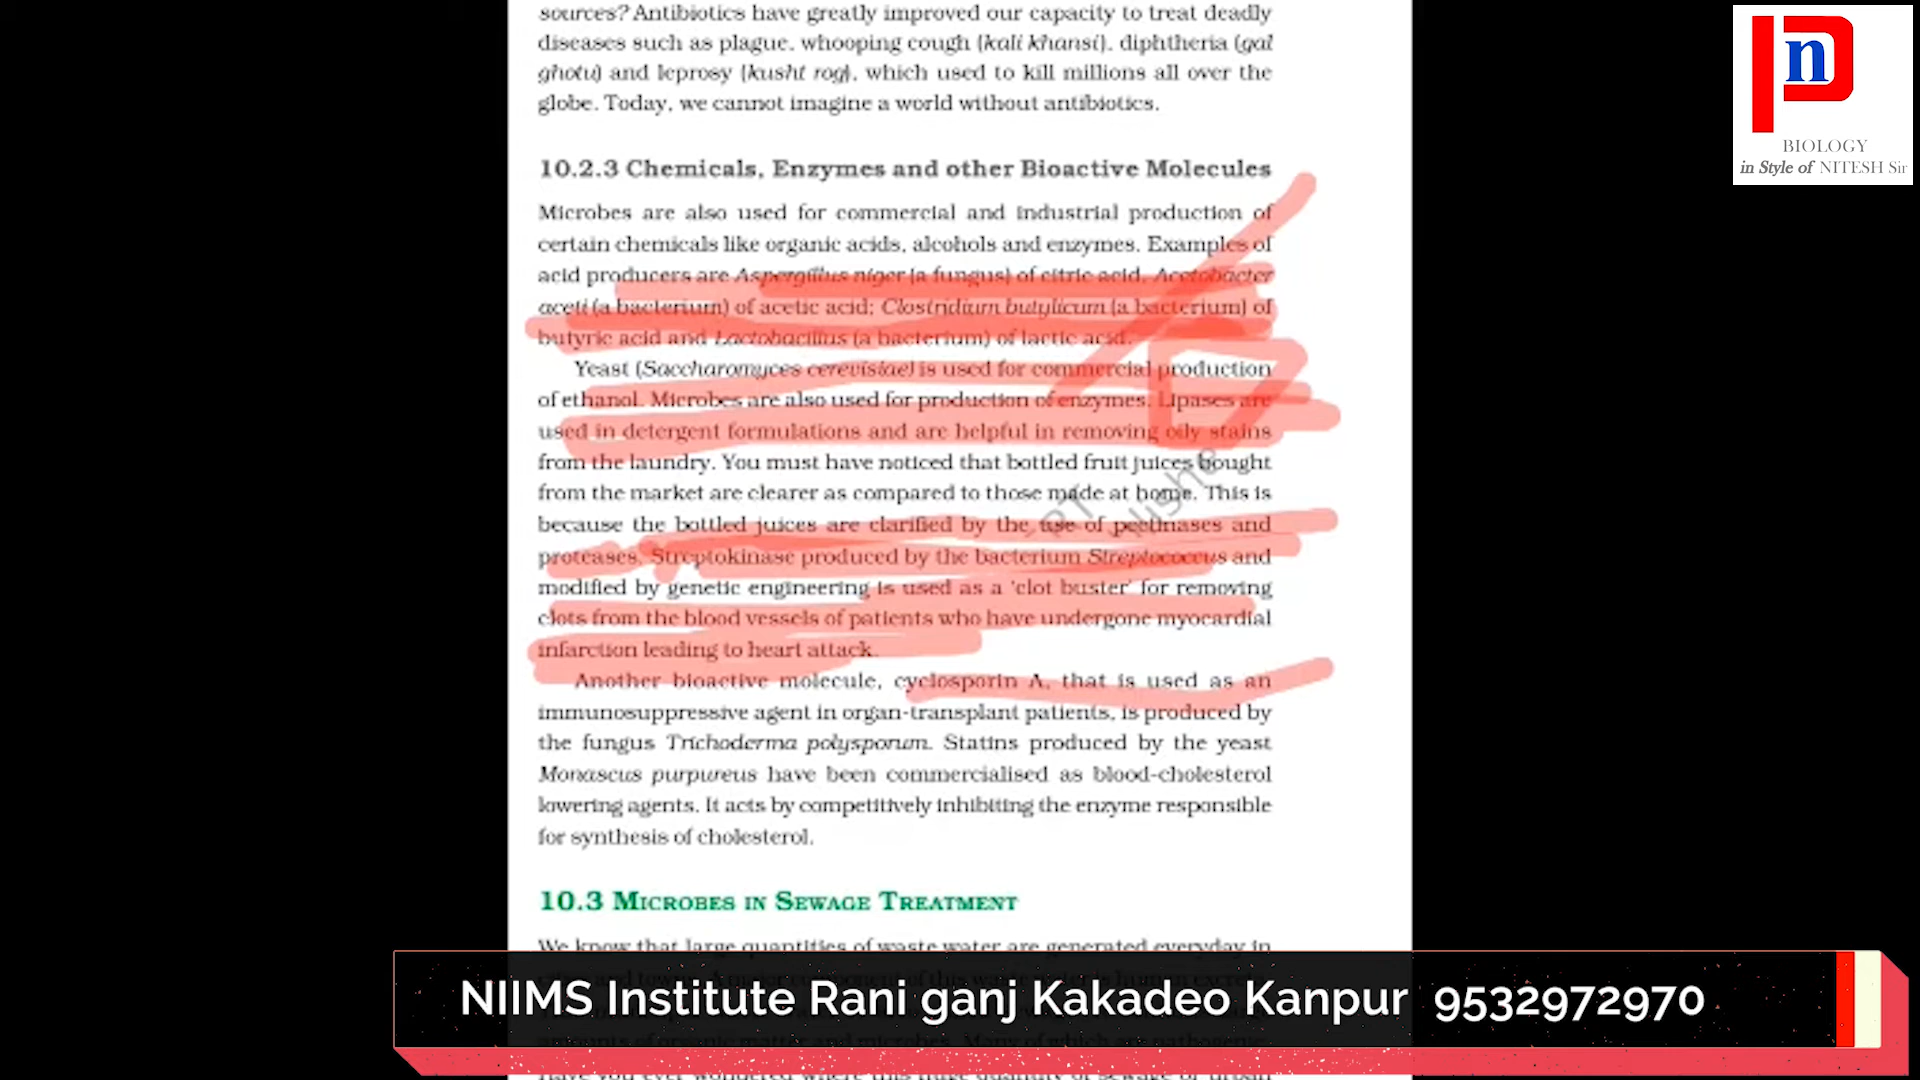 sources? Antibiotics have greatly improved our capacity to treat deadly
diseases such as plague, whooping cough (kali khansi), diphtheria (gal
ghotu) and leprosy (kusht rog), which used to kill millions all over the
globe. Today, we cannot imagine a world without antibiotics.
10.2.3 Chemicals, Enzymes and other Bioactive Molecules
Microbes are also used for commercial and industrial production of
certain chemicals like organic acids, alcohols and enzymes. Examples of
acid producers are Aspergillus niger (a fungus) of citric acid, Acetobacter
aceti (a bacterium) of acetic acid; Clostridium butylicum (a bacterium) of
butyric acid and Lactobacillus (a bacterium) of lactic acid.
Yeast (Saccharomyces cerevisiae) is used for commercial production
of ethanol. Microbes are also used for production of enzymes. Lipases are
used in detergent formulations and are helpful in removing oily stains
from the laundry. You must have noticed that bottled fruit juices bought
from the market are clearer as compared to those made at home. This is
because the bottled juices are clarified by the use of pectinases and
proteases. Streptokinase produced by the bacterium Streptococcus and
modified by genetic engineering is used as a 'clot buster' for removing
clots from the blood vessels of patients who have undergone myocardial
infarction leading to heart attack.
Another bioactive molecule, cyclosporin A, that is used as an
immunosuppressive agent in organ-transplant patients, is produced by
the fungus Trichoderma polysporum. Statins produced by the yeast
Monascus purpureus have been commercialised as blood-cholesterol
lowering agents. It acts by competitively inhibiting the enzyme responsible
for synthesis of cholesterol.
10.3 MICROBES IN SEWAGE TREATMENT
We know that large quantities of waste water are generated everyday in
NIIMS Institute Rani ganj Kakadeo Kanpur 9532972970
n
BIOLOGY
in Style of NITESH Sir